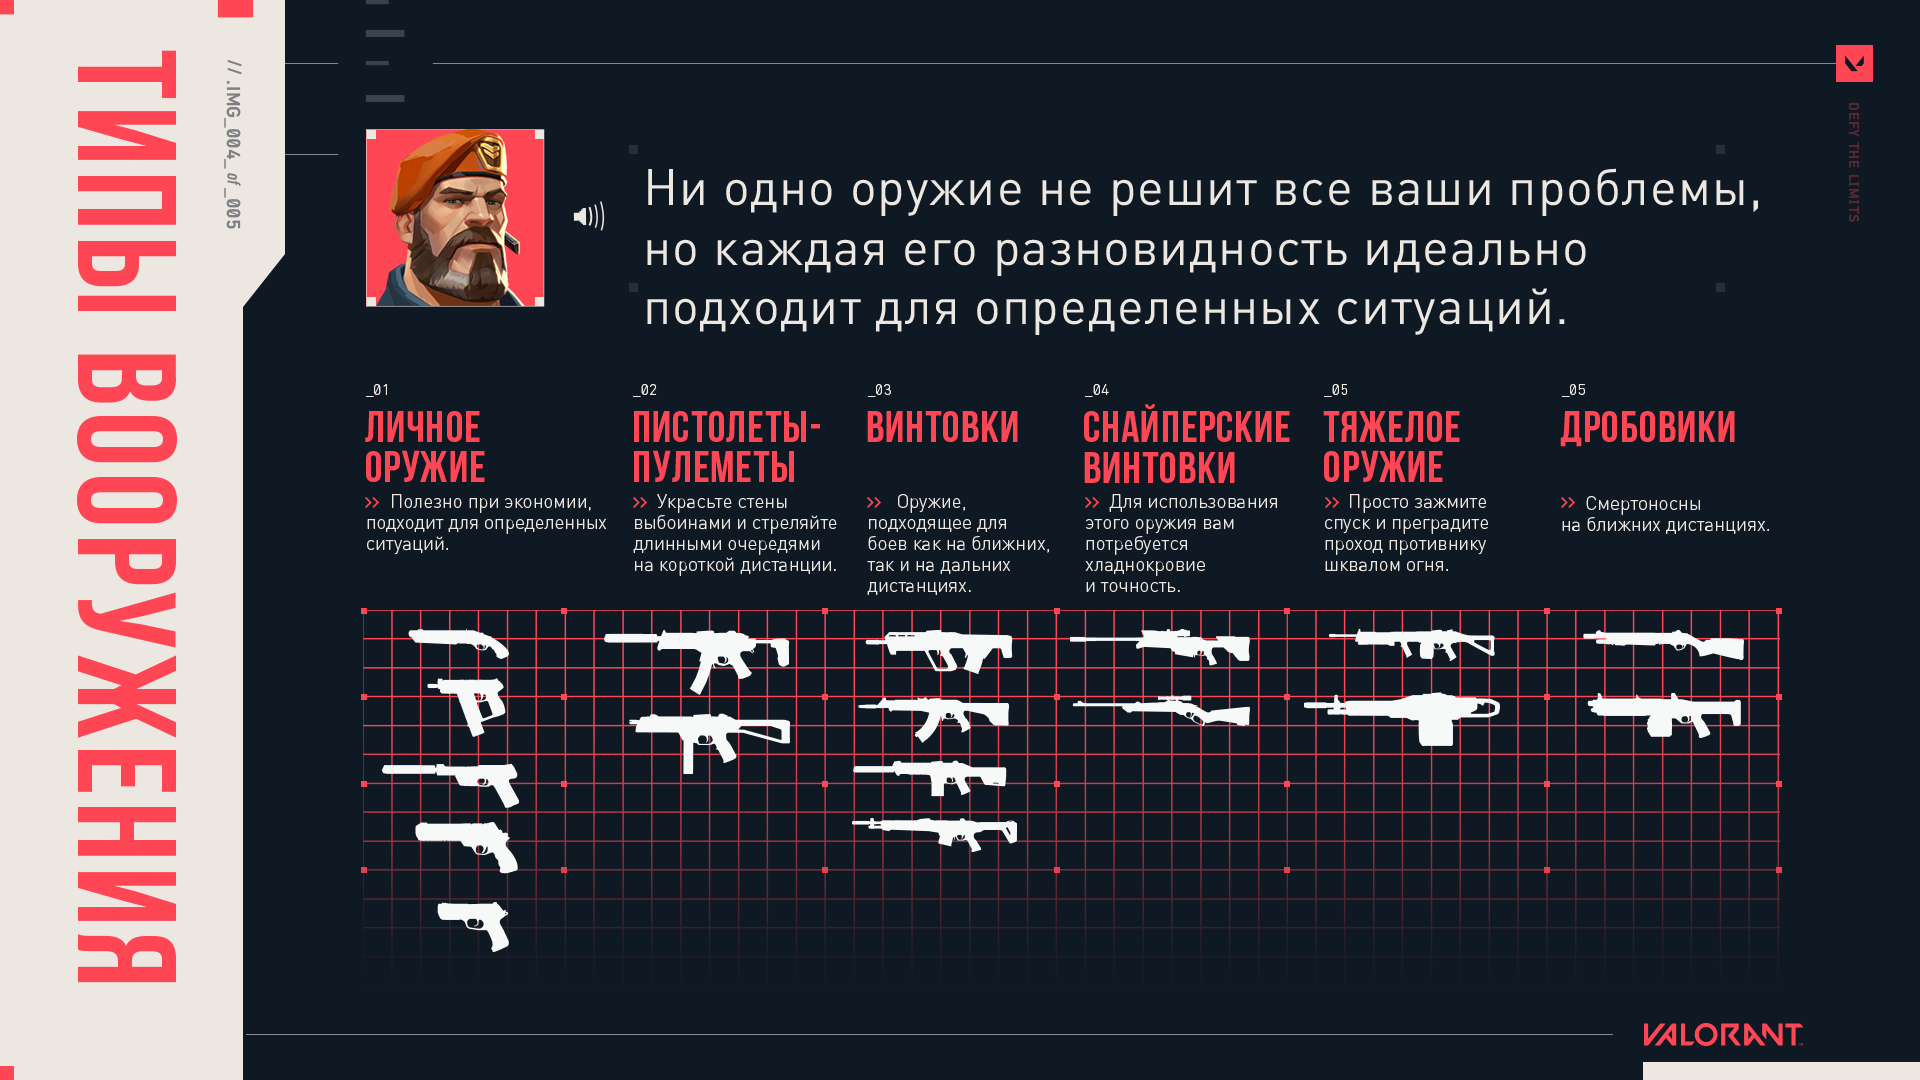 ТИПЫ ВООРУЖЕНИЯ
// .IMG_004_ of _005
DEFY THE LIMITS
Ни одно оружие не решит все ваши проблемы,
но каждая его разновидность идеально
подходит для определенных ситуаций.
_01
ЛИЧНОЕ
ОРУЖИЕ
>> Полезно при экономии,
подходит для определенных
ситуаций.
_02
ПИСТОЛЕТЫ-
ПУЛЕМЕТЫ
>> Украсьте стены
выбоинами и стреляйте
длинными очередями
на короткой дистанции.
_03
ВИНТОВКИ
>> Оружие,
подходящее для
боев как на ближних,
так и на дальних
дистанциях.
_04
СНАЙПЕРСКИЕ
ВИНТОВКИ
>> Для использования
этого оружия вам
потребуется
хладнокровие
и точность.
_05
ТЯЖЕЛОЕ
ОРУЖИЕ
>> Просто зажмите
спуск и преградите
проход противнику
шквалом огня.
_05
ДРОБОВИКИ
>> Смертоносны
на ближних дистанциях.
VALORANT